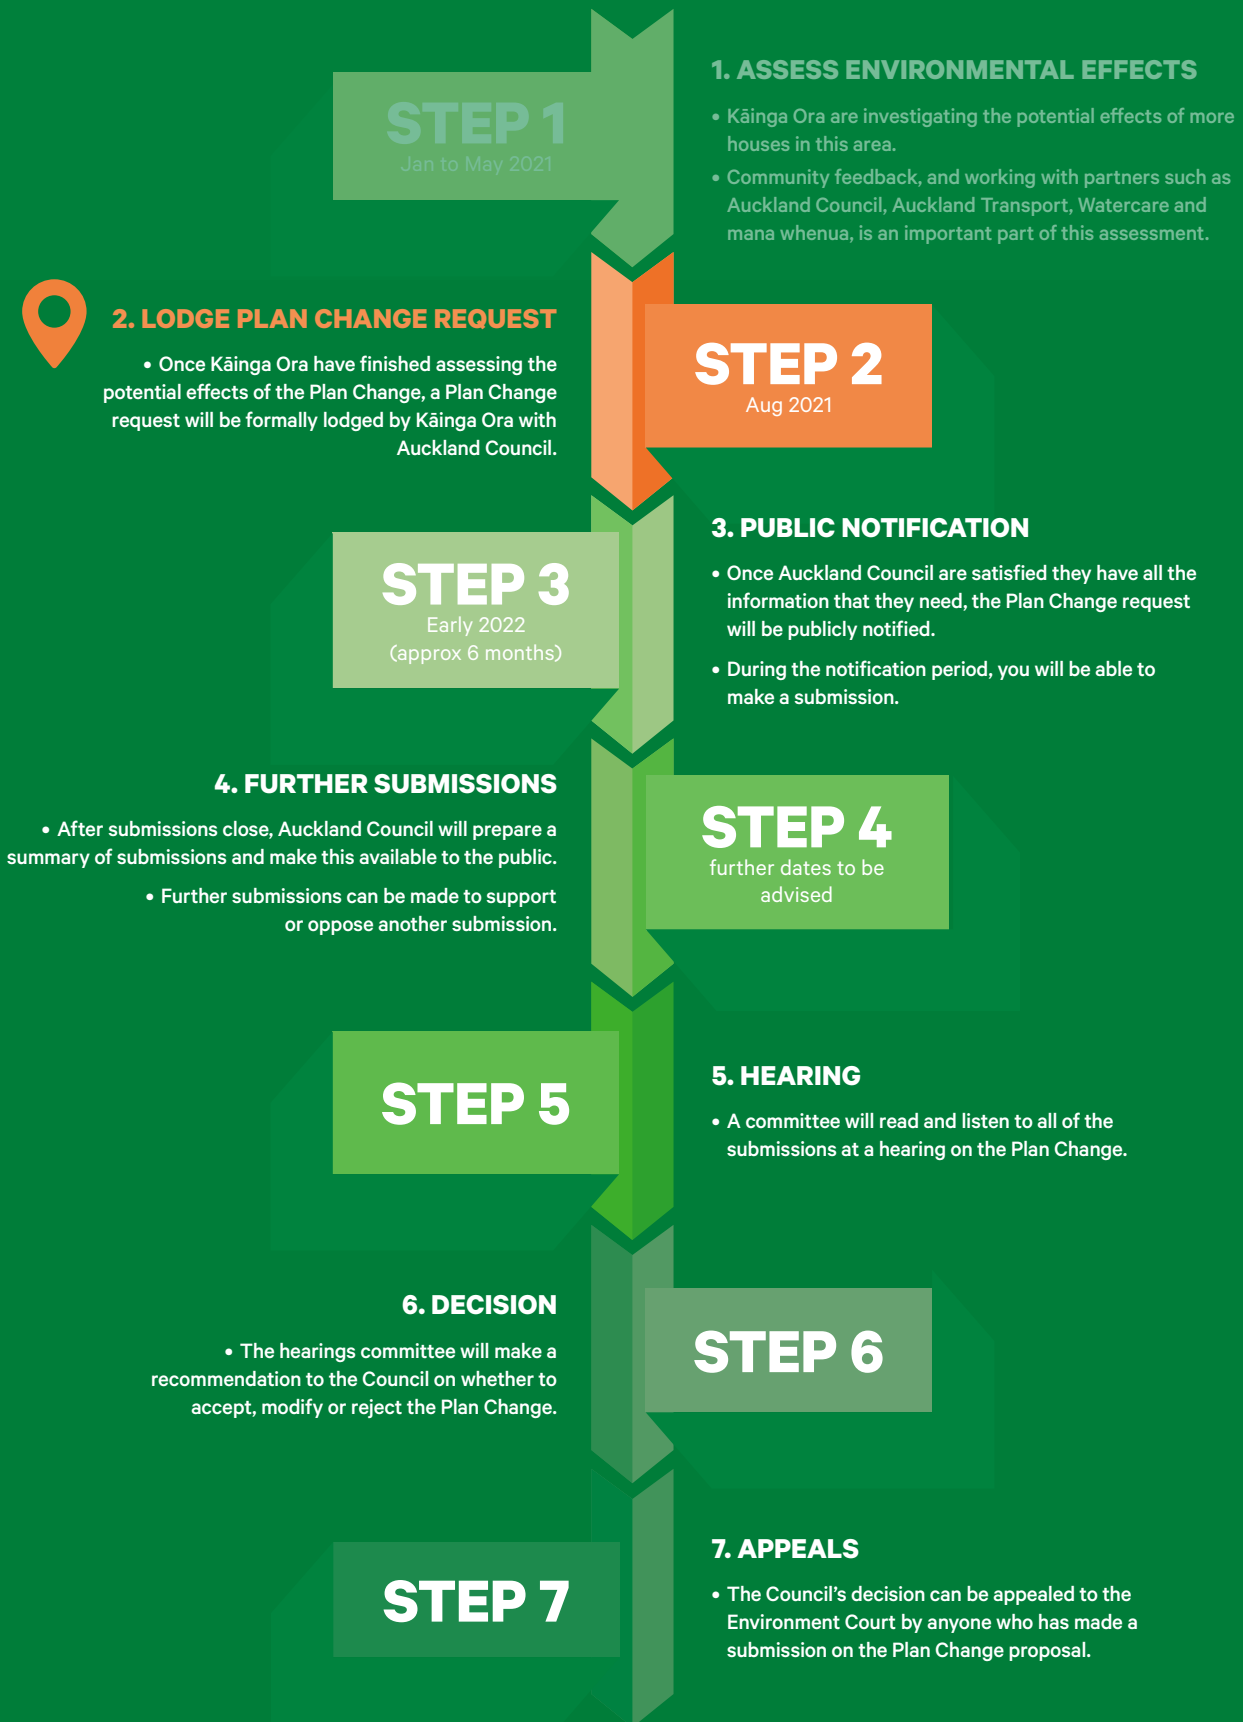 STEP 1
Jan to May 2021
1. ASSESS ENVIRONMENTAL EFFECTS
• Kāinga Ora are investigating the potential effects of more
houses in this area.
• Community feedback, and working with partners such as
Auckland Council, Auckland Transport, Watercare and
mana whenua, is an important part of this assessment.
2. LODGE PLAN CHANGE REQUEST
• Once Kāinga Ora have finished assessing the
potential effects of the Plan Change, a Plan Change
request will be formally lodged by Kāinga Ora with
Auckland Council.
STEP 2
Aug 2021
STEP 3
Early 2022
(approx 6 months)
3. PUBLIC NOTIFICATION
• Once Auckland Council are satisfied they have all the
information that they need, the Plan Change request
will be publicly notified.
• During the notification period, you will be able to
make a submission.
4. FURTHER SUBMISSIONS
• After submissions close, Auckland Council will prepare a
summary of submissions and make this available to the public.
• Further submissions can be made to support
or oppose another submission.
STEP 4
further dates to be
advised
STEP 5
5. HEARING
• A committee will read and listen to all of the
submissions at a hearing on the Plan Change.
6. DECISION
• The hearings committee will make a
recommendation to the Council on whether to
accept, modify or reject the Plan Change.
STEP 6
STEP 7
7. APPEALS
• The Council’s decision can be appealed to the
Environment Court by anyone who has made a
submission on the Plan Change proposal.